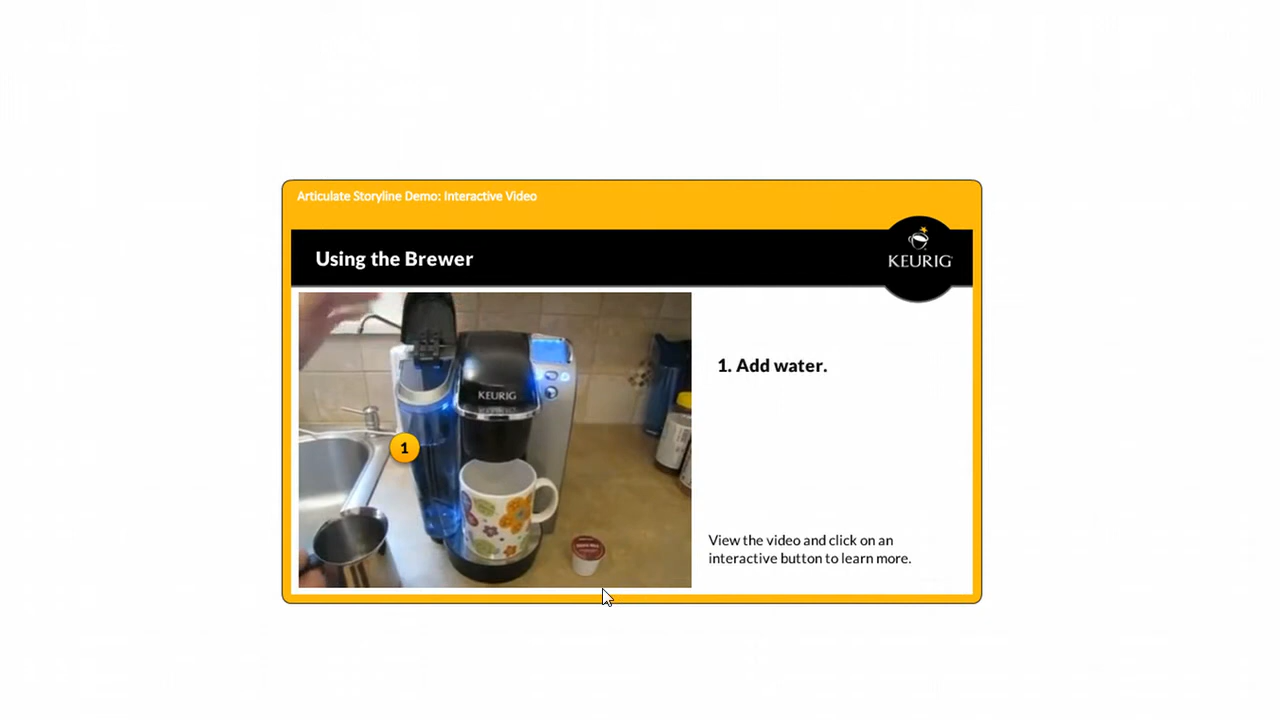 Articulate Storyline Demo: Interactive Video
Using the Brewer
KEURIG
KEURIG
1. Add water.
1
View the video and click on an
interactive button to learn more.